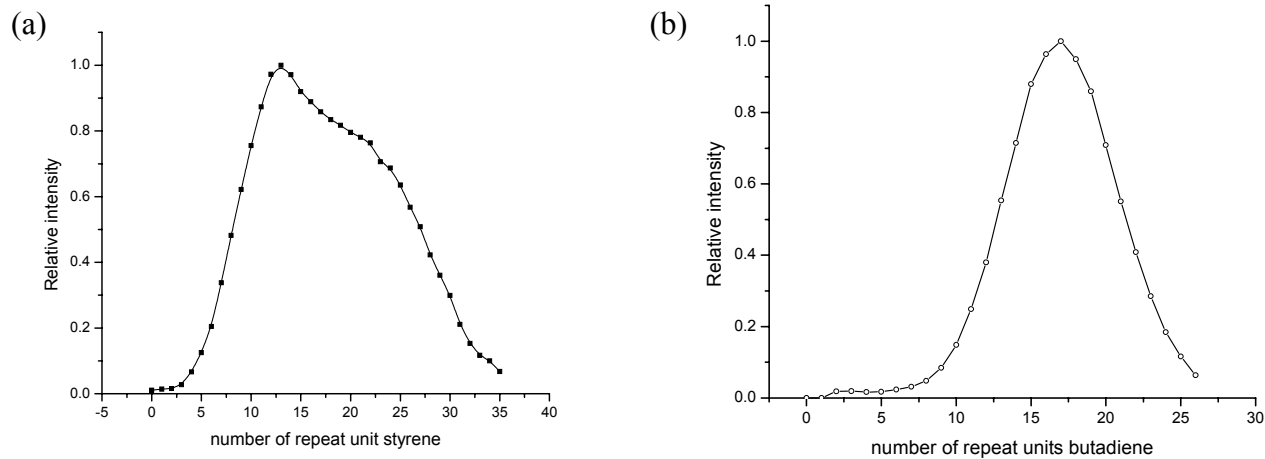 (a)
1.0
0.8
0.6
0.4
0.2
0.0
Relative intensity
-5 0 5 10 15 20 25 30 35 40
number of repeat unit styrene
(b)
1.0
0.8
0.6
0.4
0.2
0.0
Relative intensity
0 5 10 15 20 25 30
number of repeat units butadiene